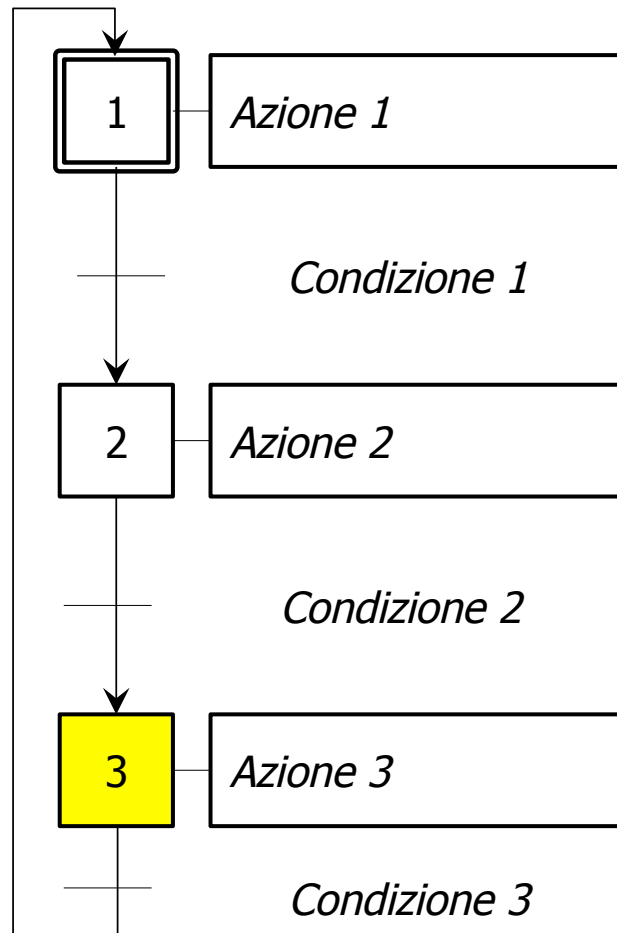 1
Azione 1
Condizione 1
2
Azione 2
Condizione 2
3
Azione 3
Condizione 3